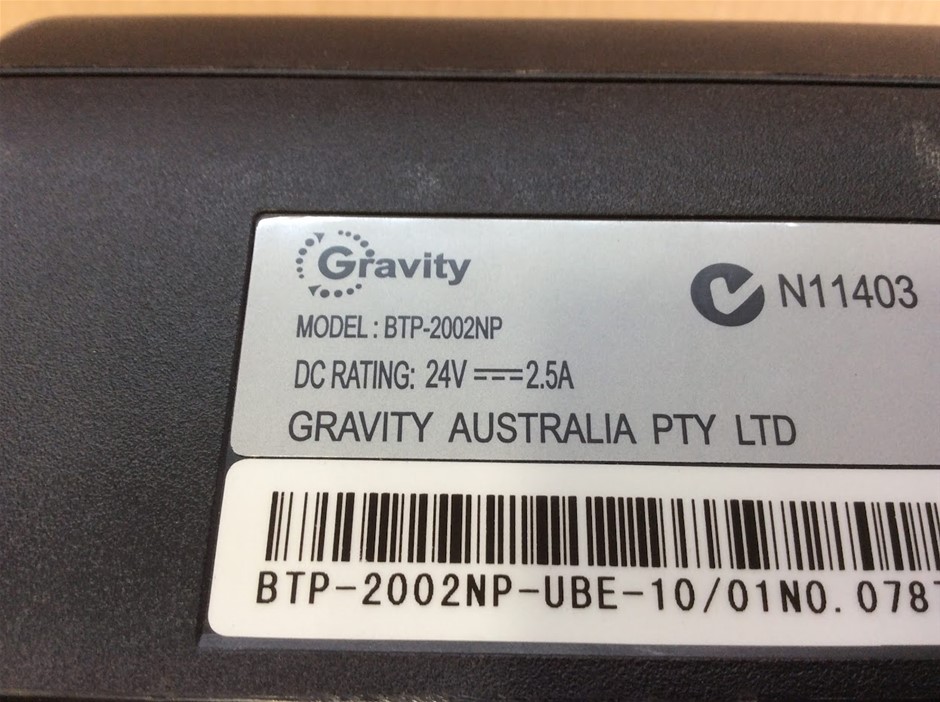 Gravity
N11403
MODEL : BTP-2002NP
DC RATING: 24V ⎓ 2.5A
GRAVITY AUSTRALIA PTY LTD
BTP-2002NP-UBE-10/01NO.0787